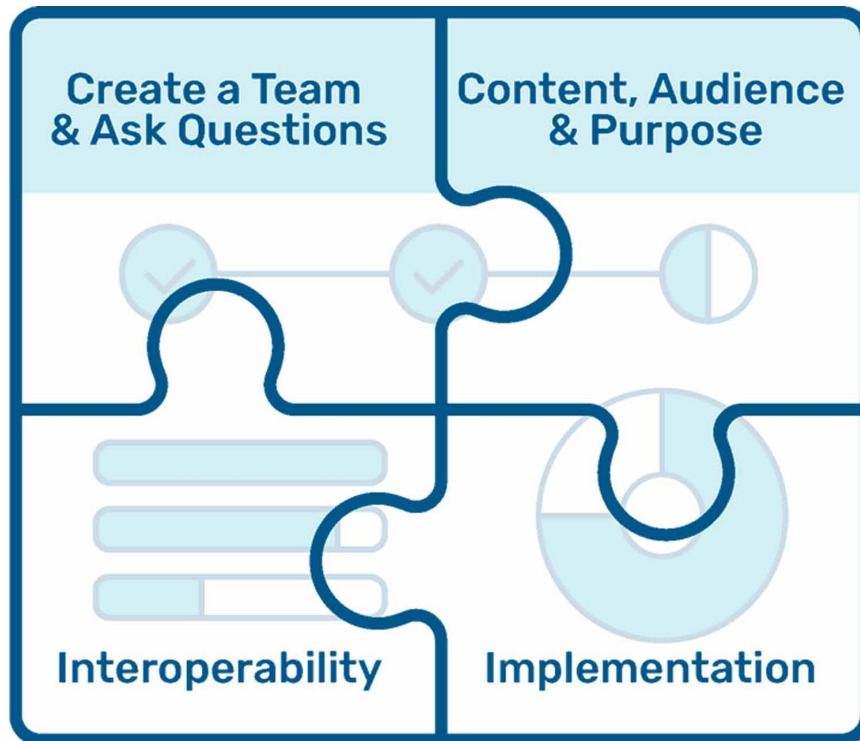 Create a Team
& Ask Questions
Content, Audience
& Purpose
Interoperability
Implementation